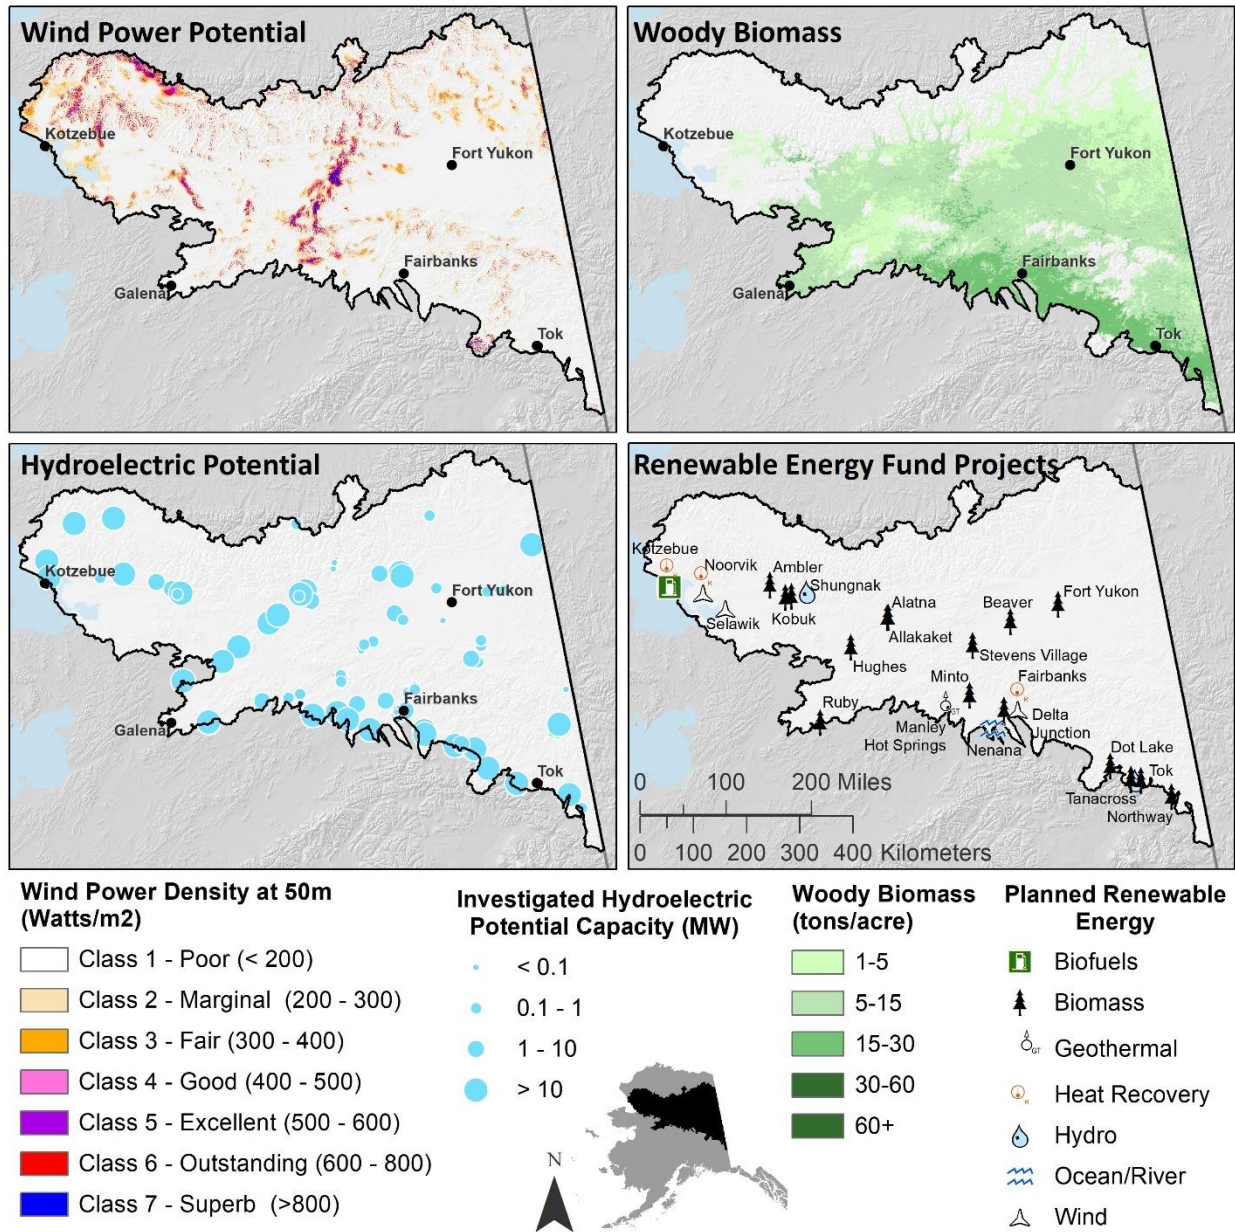 Wind Power Potential
Kotzebue
Fort Yukon
Fairbanks
Galena
Tok
Woody Biomass
Kotzebue
Fort Yukon
Fairbanks
Galena
Tok
Hydroelectric Potential
Kotzebue
Fort Yukon
Fairbanks
Galena
Tok
Renewable Energy Fund Projects
Kotzebue
Noorvik
Ambler
Shungnak
Selawik
Kobuk
Alatna
Beaver
Fort Yukon
Allakaket
Hughes
Stevens Village
Minto
Fairbanks
Ruby
Manley
Hot Springs
Delta
Junction
Nenana
Dot Lake
Tok
Tanacross
Northway
0 100 200 Miles
0 100 200 300 400 Kilometers
Wind Power Density at 50m
(Watts/m2)
Class 1 - Poor (< 200)
Class 2 - Marginal (200 - 300)
Class 3 - Fair (300 - 400)
Class 4 - Good (400 - 500)
Class 5 - Excellent (500 - 600)
Class 6 - Outstanding (600 - 800)
Class 7 - Superb (>800)
Investigated Hydroelectric
Potential Capacity (MW)
< 0.1
0.1 - 1
1 - 10
> 10
N
Woody Biomass
(tons/acre)
1-5
5-15
15-30
30-60
60+
Planned Renewable
Energy
Biofuels
Biomass
GT
Geothermal
H
Heat Recovery
Hydro
Ocean/River
Wind